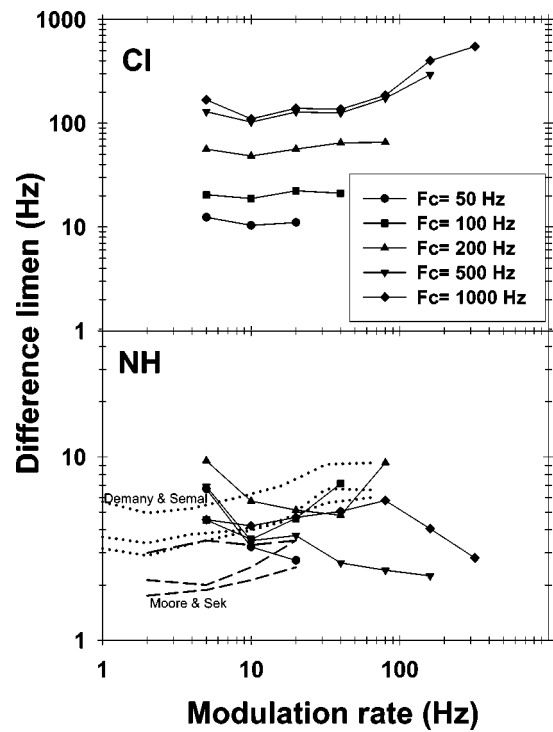 1000
CI
100
10
1
Fc= 50 Hz
Fc= 100 Hz
Fc= 200 Hz
Fc= 500 Hz
Fc= 1000 Hz
Difference limen (Hz)
NH
10
Demany & Semal
Moore & Sek
1
1 10 100
Modulation rate (Hz)